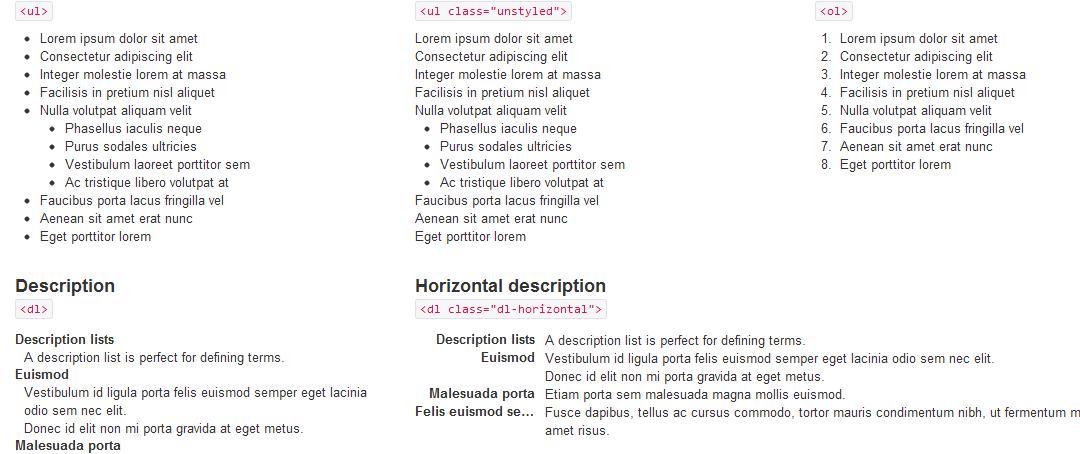 <ul>
• Lorem ipsum dolor sit amet
• Consectetur adipiscing elit
• Integer molestie lorem at massa
• Facilisis in pretium nisl aliquet
• Nulla volutpat aliquam velit
• Phasellus iaculis neque
• Purus sodales ultricies
• Vestibulum laoreet porttitor sem
• Ac tristique libero volutpat at
• Faucibus porta lacus fringilla vel
• Aenean sit amet erat nunc
• Eget porttitor lorem
<ul class="unstyled">
Lorem ipsum dolor sit amet
Consectetur adipiscing elit
Integer molestie lorem at massa
Facilisis in pretium nisl aliquet
Nulla volutpat aliquam velit
• Phasellus iaculis neque
• Purus sodales ultricies
• Vestibulum laoreet porttitor sem
• Ac tristique libero volutpat at
Faucibus porta lacus fringilla vel
Aenean sit amet erat nunc
Eget porttitor lorem
<ol>
1. Lorem ipsum dolor sit amet
2. Consectetur adipiscing elit
3. Integer molestie lorem at massa
4. Facilisis in pretium nisl aliquet
5. Nulla volutpat aliquam velit
6. Faucibus porta lacus fringilla vel
7. Aenean sit amet erat nunc
8. Eget porttitor lorem
Description
<dl>
Description lists
A description list is perfect for defining terms.
Euismod
Vestibulum id ligula porta felis euismod semper eget lacinia
odio sem nec elit.
Donec id elit non mi porta gravida at eget metus.
Malesuada porta
Horizontal description
<dl class="dl-horizontal">
Description lists A description list is perfect for defining terms.
Euismod Vestibulum id ligula porta felis euismod semper eget lacinia odio sem nec elit.
Donec id elit non mi porta gravida at eget metus.
Malesuada porta Etiam porta sem malesuada magna mollis euismod.
Felis euismod se... Fusce dapibus, tellus ac cursus commodo, tortor mauris condimentum nibh, ut fermentum m
amet risus.